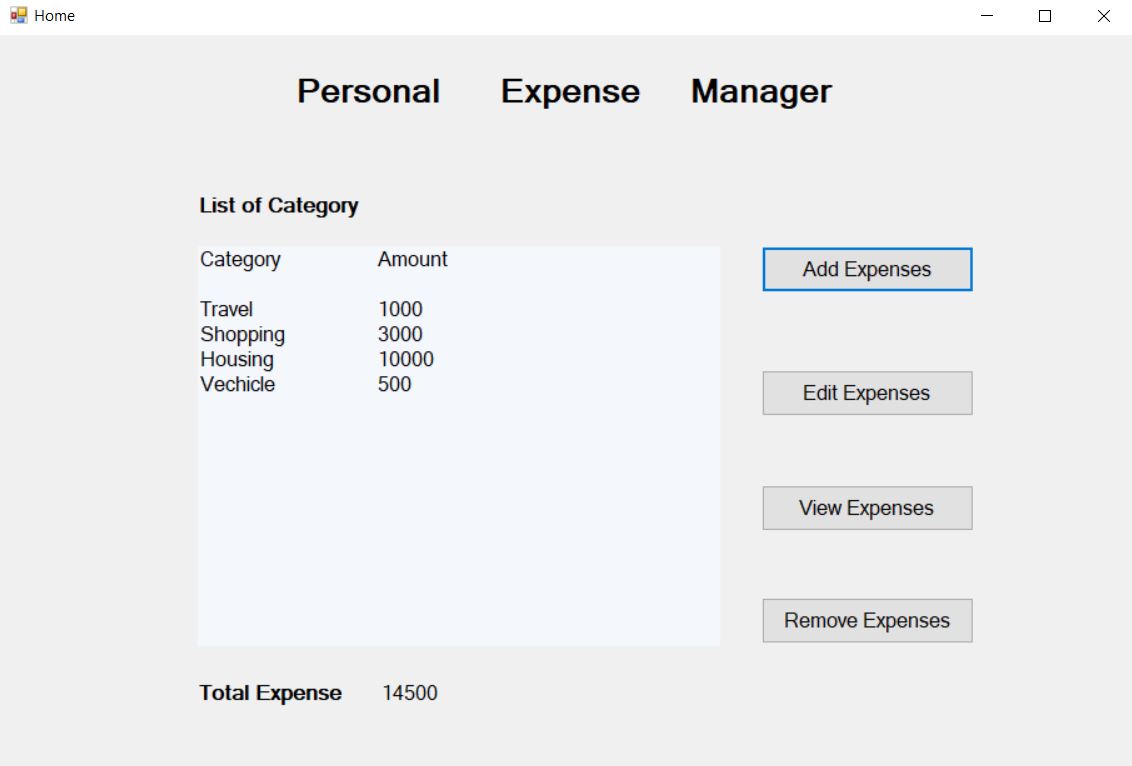 Home
Personal Expense Manager
List of Category
Category Amount
Add Expenses
Travel 1000
Shopping 3000
Housing 10000
Vechicle 500
Edit Expenses
View Expenses
Remove Expenses
Total Expense 14500